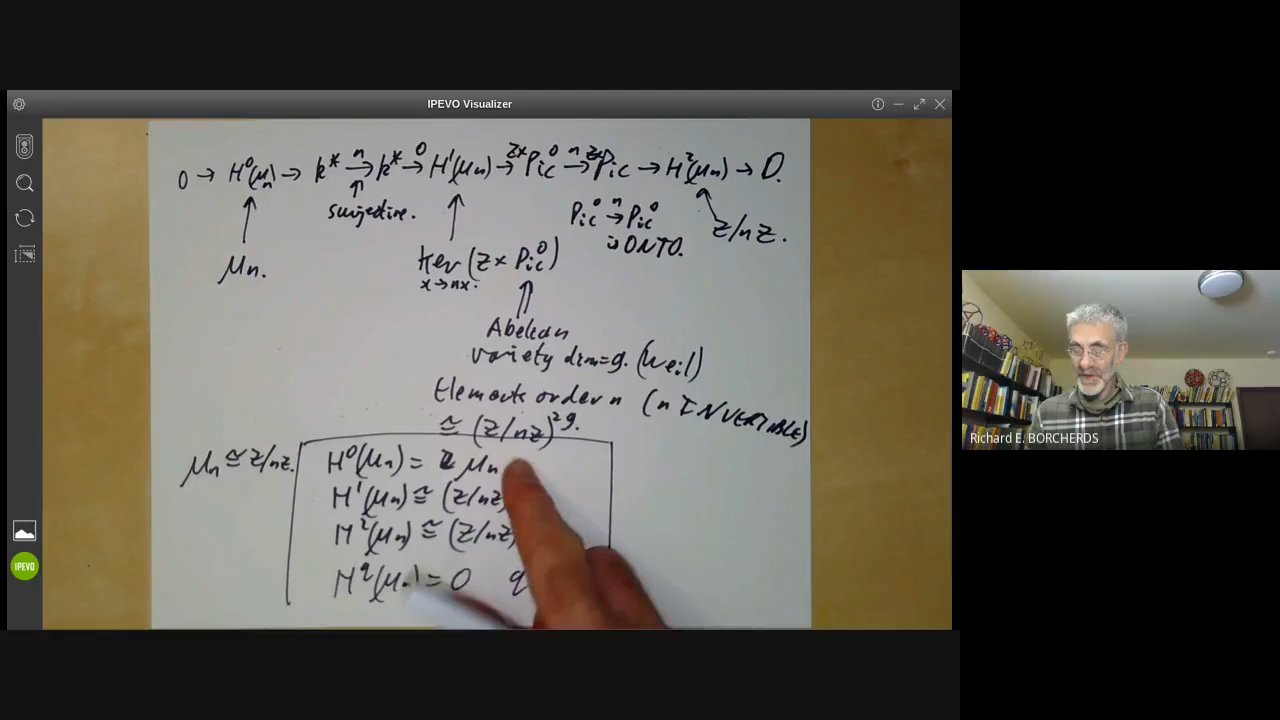 IPEVO Visualizer
0 → H⁰(μn) → k* →ⁿ k* →⁰ H¹(μn) → Z×Pic⁰ →ⁿ Z×Pic⁰ → H²(μn) → 0.
surjective.
Pic⁰ →ⁿ Pic⁰
is ONTO.
Z/nZ.
μn.
Ker(Z × Pic⁰)
x→nx.
Abelian
variety dim=g. (Weil)
Elements order n (n INVERTIBLE)
≅ (Z/nZ)²ᵍ.
μn ≅ Z/nZ.
H⁰(μn) = μn
H¹(μn) ≅ (Z/nZ)
H²(μn) ≅ (Z/nZ)
H^q(μn) = 0 q
Richard E. BORCHERDS
IPEVO